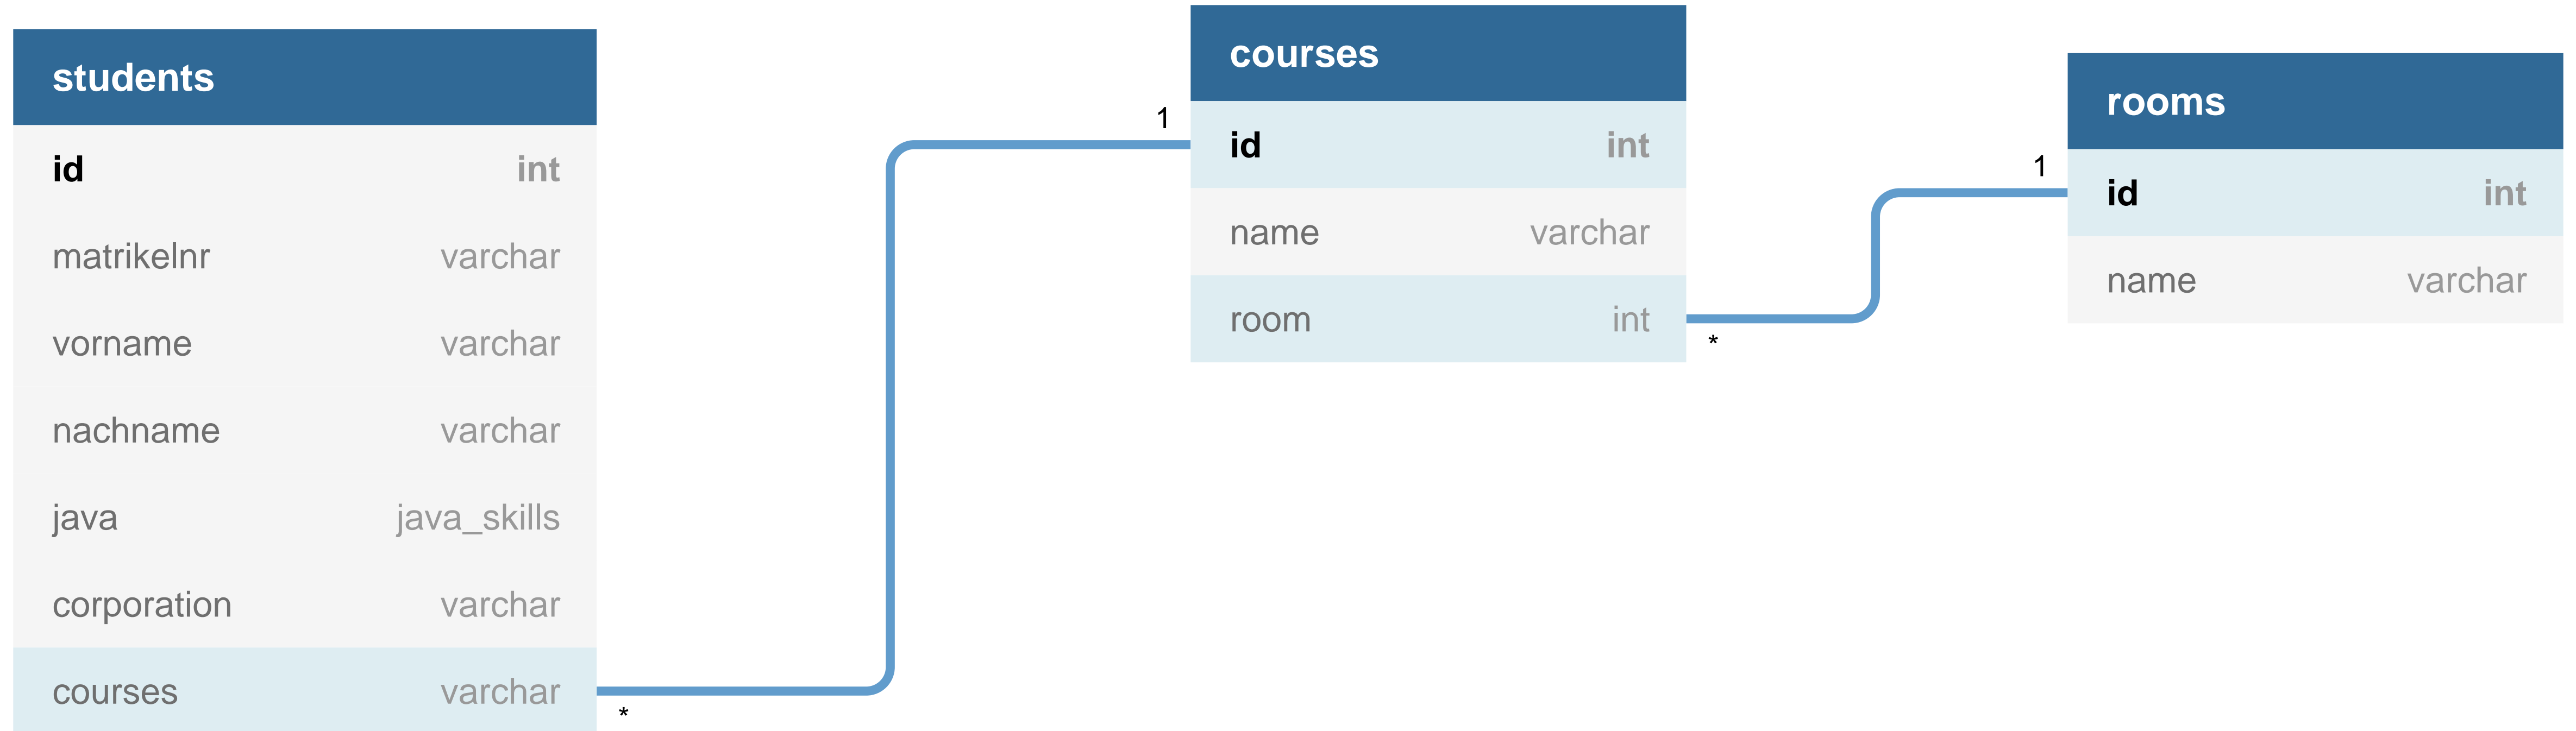 students
id int
matrikelnr varchar
vorname varchar
nachname varchar
java java_skills
corporation varchar
courses varchar
*
1
courses
id int
name varchar
room int
*
1
rooms
id int
name varchar